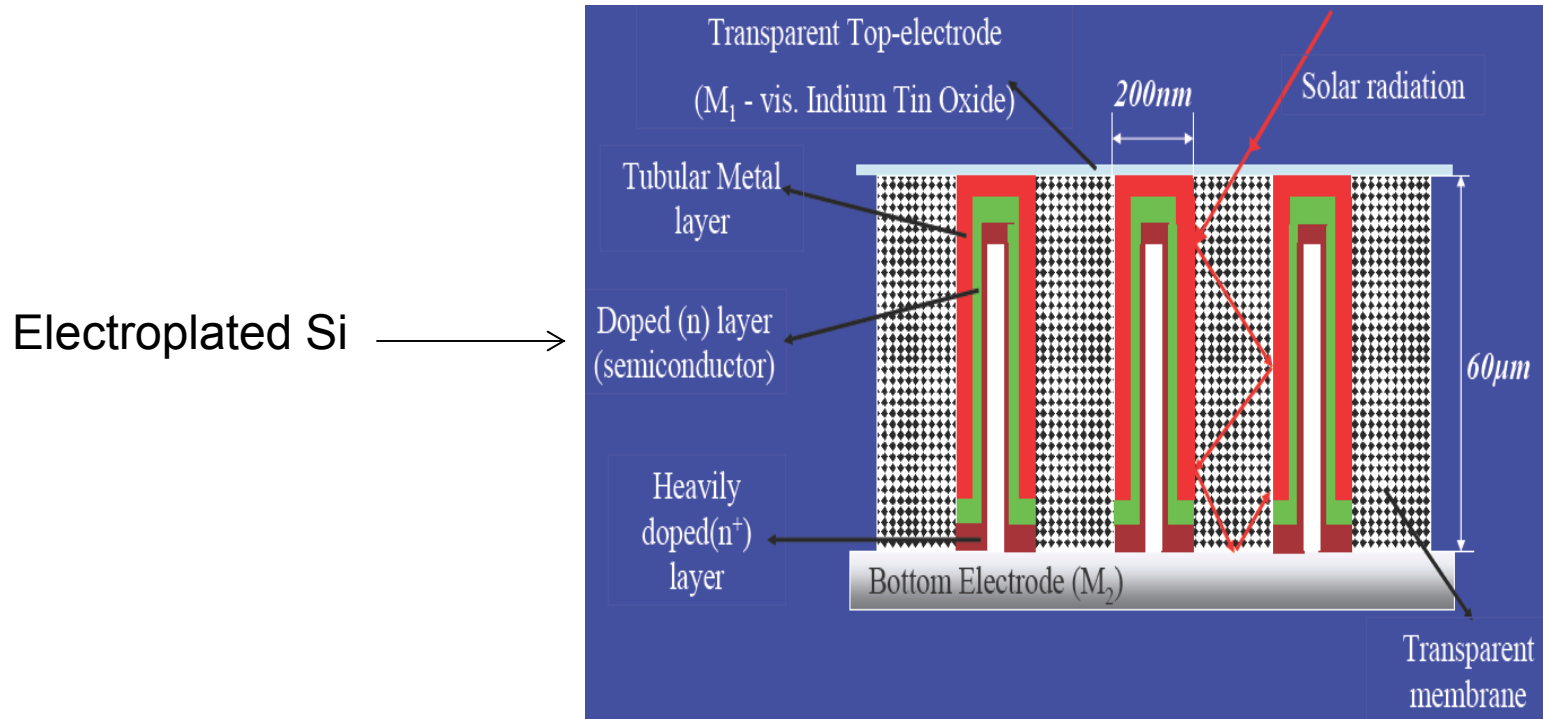 Electroplated Si
Transparent Top-electrode
(M1 - vis. Indium Tin Oxide)
200nm
Solar radiation
Tubular Metal
layer
Doped (n) layer
(semiconductor)
60μm
Heavily
doped(n+)
layer
Bottom Electrode (M2)
Transparent
membrane